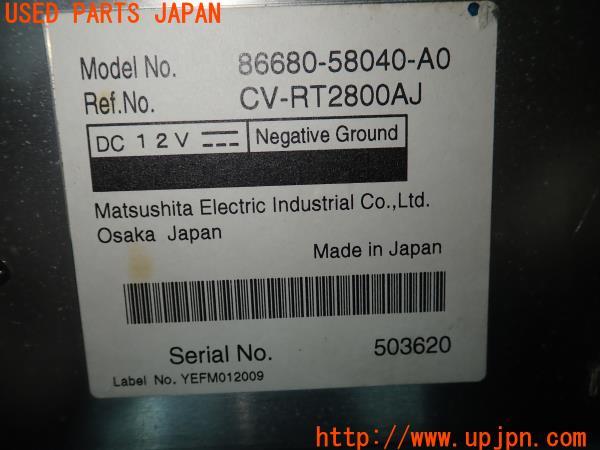 USED PARTS JAPAN
Model No. 86680-58040-A0
Ref.No. CV-RT2800AJ
DC 12V Negative Ground
Matsushita Electric Industrial Co.,Ltd.
Osaka Japan
Made in Japan
Serial No. 503620
Label No. YEFM012009
UPJ http://www.upjpn.com